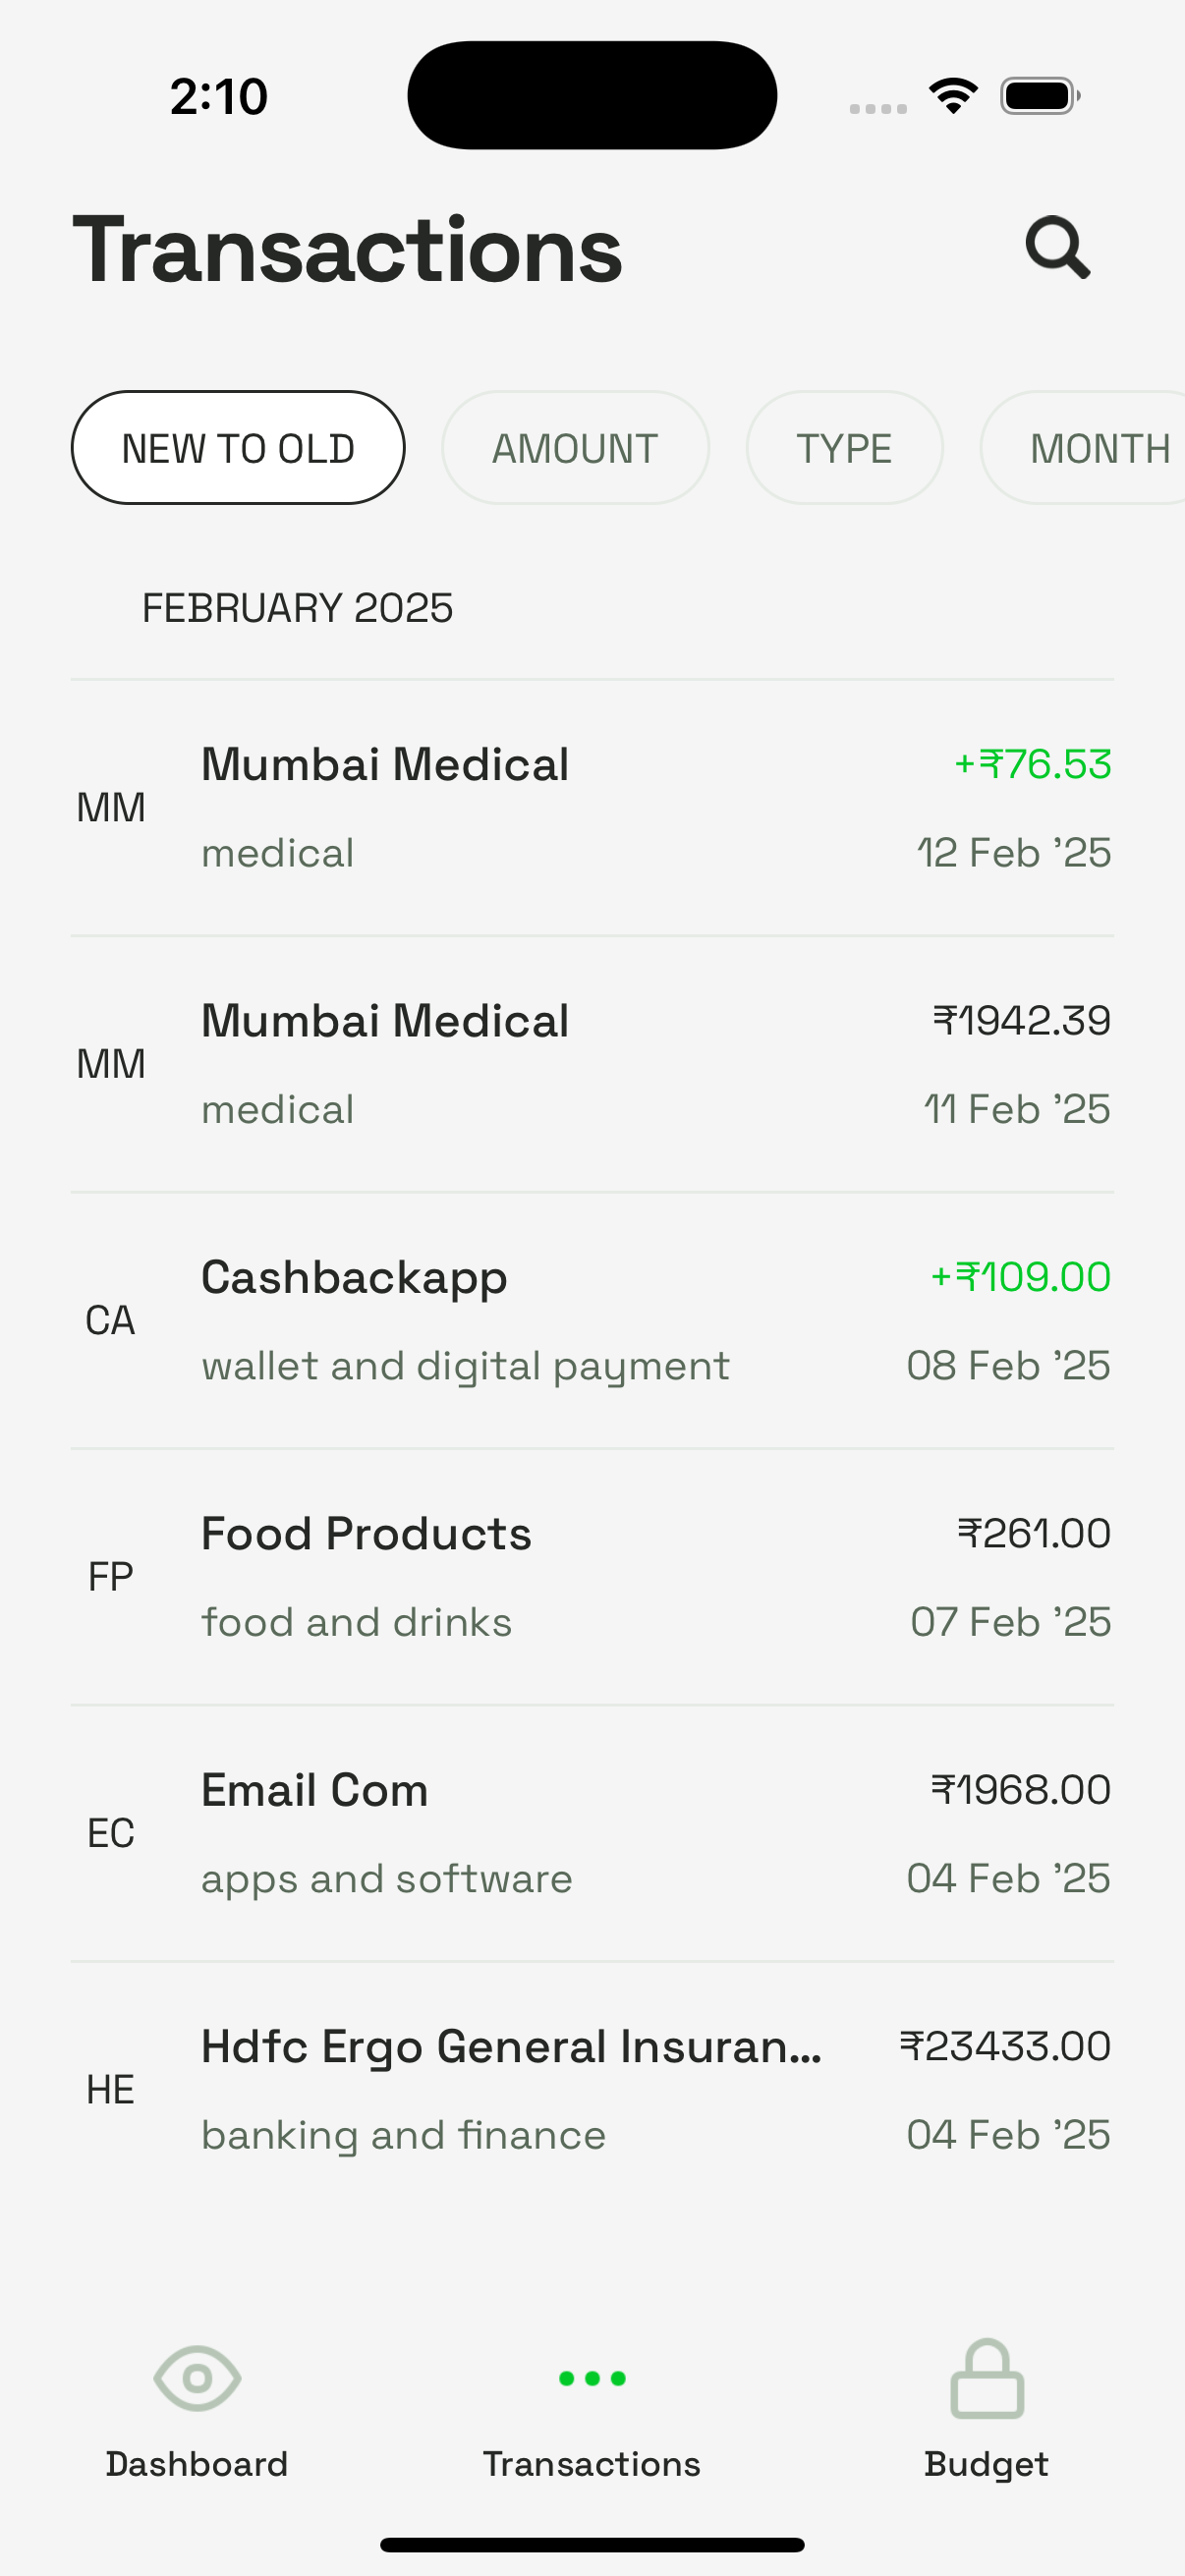 2:10
Transactions
NEW TO OLD AMOUNT TYPE MONTH
FEBRUARY 2025
MM Mumbai Medical +₹76.53
medical 12 Feb ’25
MM Mumbai Medical ₹1942.39
medical 11 Feb ’25
CA Cashbackapp +₹109.00
wallet and digital payment 08 Feb ’25
FP Food Products ₹261.00
food and drinks 07 Feb ’25
EC Email Com ₹1968.00
apps and software 04 Feb ’25
HE Hdfc Ergo General Insuran... ₹23433.00
banking and finance 04 Feb ’25
Dashboard Transactions Budget